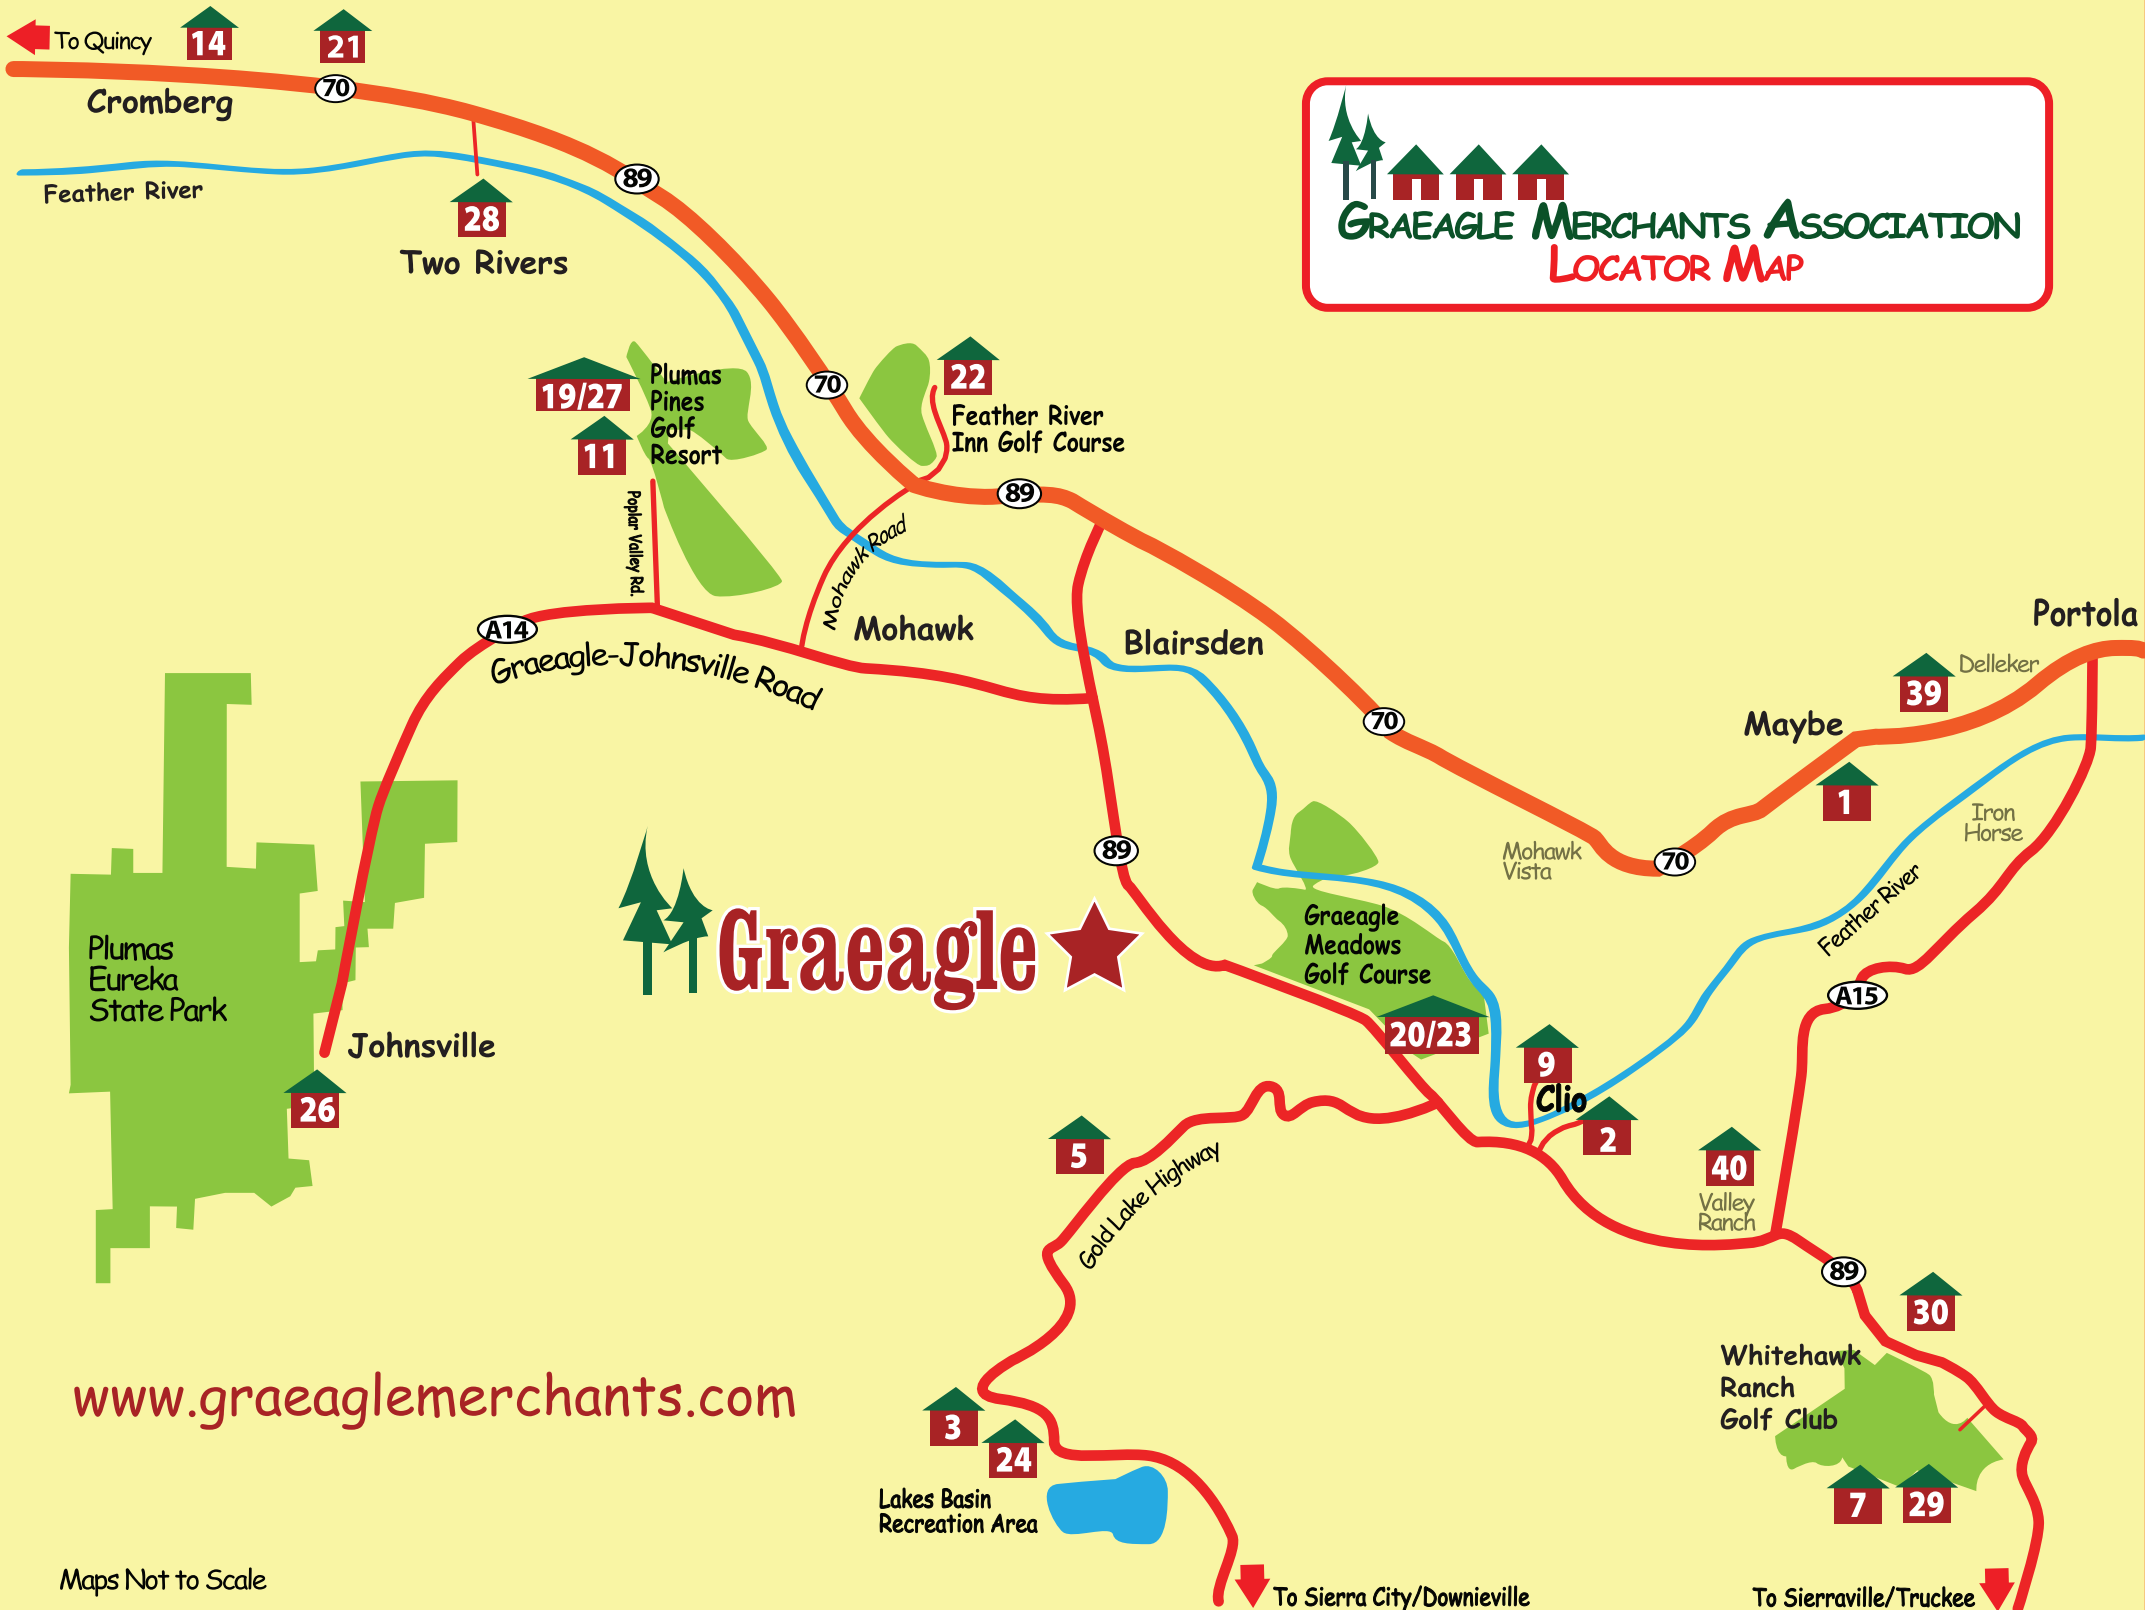 To Quincy
14
21
70
Cromberg
Feather River
89
28
Two Rivers
GRAEAGLE MERCHANTS ASSOCIATION
LOCATOR MAP
19/27
11
Plumas
Pines
Golf
Resort
70
22
Feather River
Inn Golf Course
89
Poplar Valley Rd.
Mohawk Road
A14
Graeagle-Johnsville Road
Mohawk
Blairsden
Portola
Delleker
39
Maybe
70
1
Iron
Horse
Mohawk
Vista
70
89
Feather River
Graeagle
Graeagle
Meadows
Golf Course
Plumas
Eureka
State Park
A15
20/23
Johnsville
9
Clio
26
2
5
40
Valley
Ranch
Gold Lake Highway
89
30
Whitehawk
Ranch
Golf Club
www.graeaglemerchants.com
3
24
7
29
Lakes Basin
Recreation Area
Maps Not to Scale
To Sierra City/Downieville
To Sierraville/Truckee